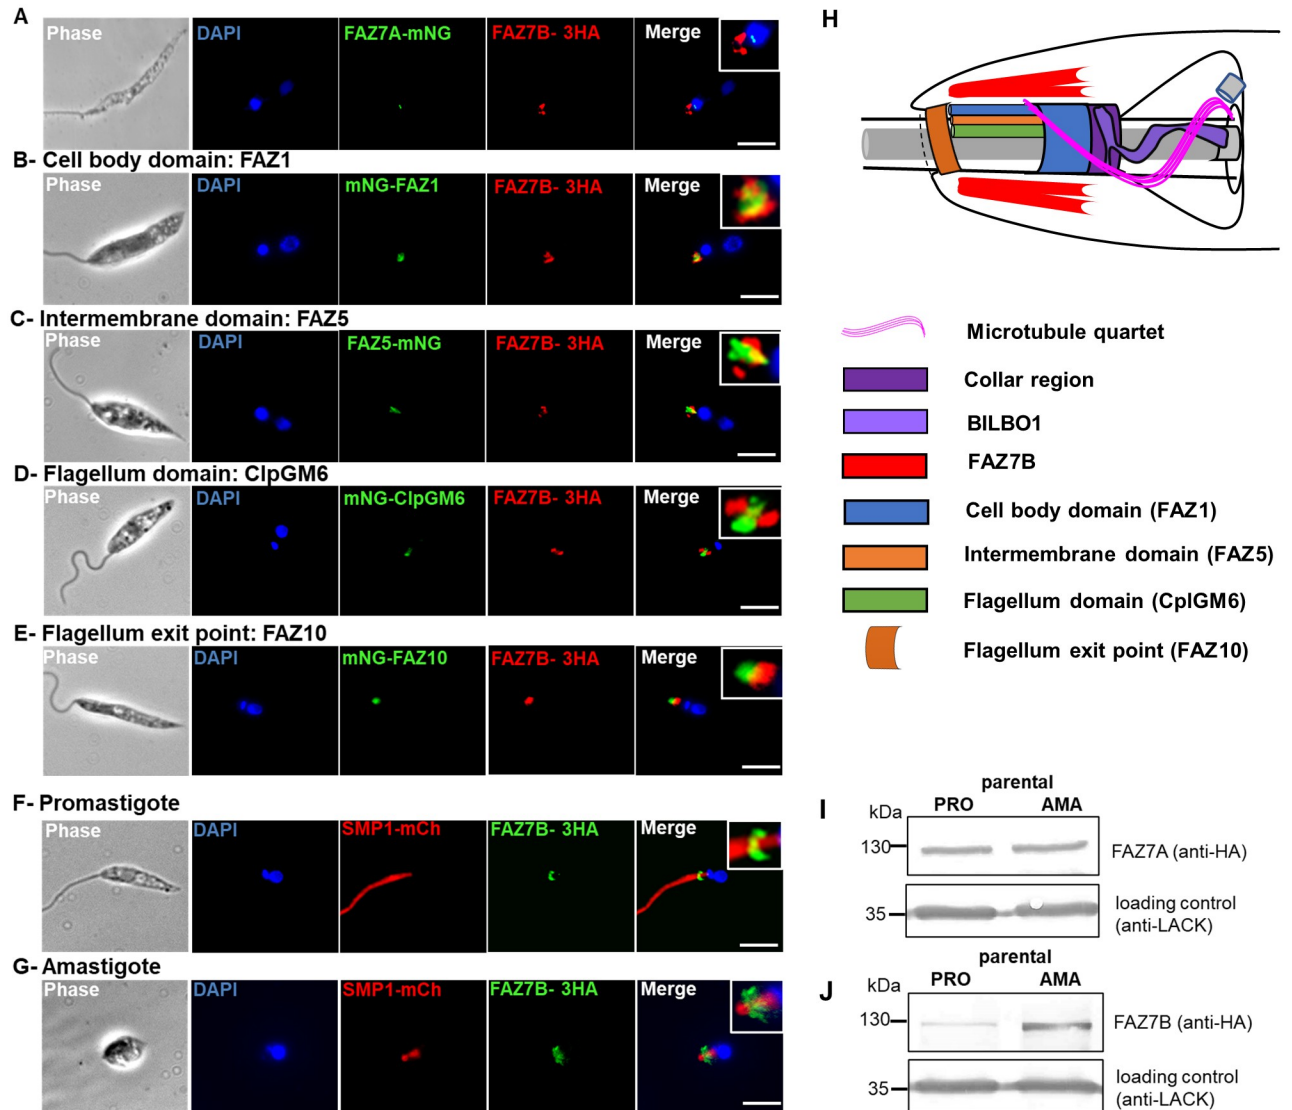 A
Phase
DAPI
FAZ7A-mNG
FAZ7B- 3HA
Merge
B- Cell body domain: FAZ1
Phase
DAPI
mNG-FAZ1
FAZ7B- 3HA
Merge
C- Intermembrane domain: FAZ5
Phase
DAPI
FAZ5-mNG
FAZ7B- 3HA
Merge
D- Flagellum domain: ClpGM6
Phase
DAPI
mNG-ClpGM6
FAZ7B- 3HA
Merge
E- Flagellum exit point: FAZ10
Phase
DAPI
mNG-FAZ10
FAZ7B- 3HA
Merge
F- Promastigote
Phase
DAPI
SMP1-mCh
FAZ7B- 3HA
Merge
G- Amastigote
Phase
DAPI
SMP1-mCh
FAZ7B- 3HA
Merge
H
Microtubule quartet
Collar region
BILBO1
FAZ7B
Cell body domain (FAZ1)
Intermembrane domain (FAZ5)
Flagellum domain (CplGM6)
Flagellum exit point (FAZ10)
I
parental
kDa
PRO
AMA
130
FAZ7A (anti-HA)
35
loading control
(anti-LACK)
J
parental
kDa
PRO
AMA
130
FAZ7B (anti-HA)
35
loading control
(anti-LACK)